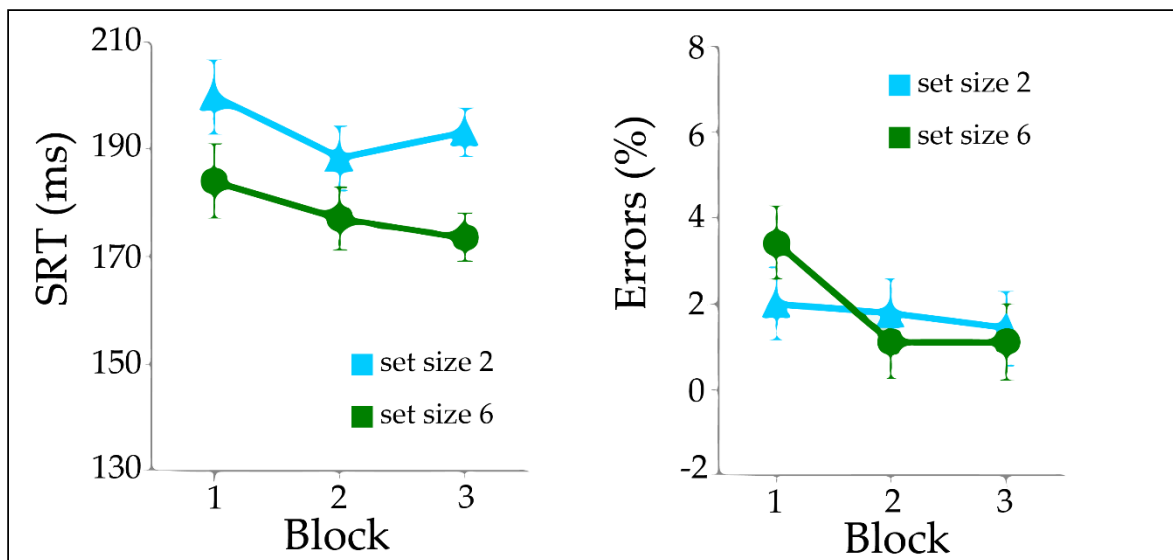 SRT (ms)
210
190
170
150
130
set size 2
set size 6
1 2 3
Block
Errors (%)
8
6
4
2
0
-2
set size 2
set size 6
1 2 3
Block